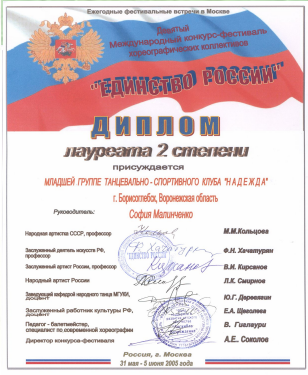 Ежегодные фестивальные встречи в Москве
Девятый
Международный конкурс-фестиваль
хореографических коллективов
"ЕДИНСТВО РОССИИ"
ДИПЛОМ
лауреата 2 степени
присуждается
МЛАДШЕЙ ГРУППЕ ТАНЦЕВАЛЬНО - СПОРТИВНОГО КЛУБА "НАДЕЖДА"
г. Борисоглебск, Воронежская область
Руководитель:
София Малинченко
Народная артистка СССР, профессор М.М.Кольцова
Заслуженный деятель искусств РФ, профессор Ф.Н. Хачатурян
Заслуженный артист России, профессор В.И. Кирсанов
Народный артист России Л.К. Смирнов
Заведующий кафедрой народного танца МГУКИ, доцент Ю.Г. Деревягин
Заслуженный работник культуры РФ, доцент Е.А. Щеголева
Педагог - балетмейстер, специалист по современной хореографии В. Гиглаури
Директор конкурсов-фестиваля А.Е. Соколов
Россия, г. Москва
31 мая - 5 июня 2005 года